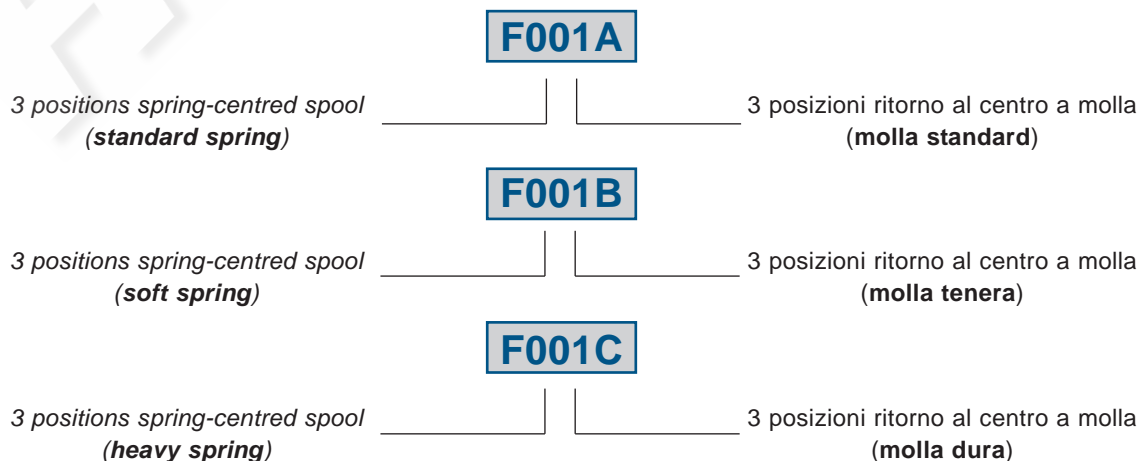 F001A
3 positions spring-centred spool
(standard spring)
3 posizioni ritorno al centro a molla
(molla standard)
F001B
3 positions spring-centred spool
(soft spring)
3 posizioni ritorno al centro a molla
(molla tenera)
F001C
3 positions spring-centred spool
(heavy spring)
3 posizioni ritorno al centro a molla
(molla dura)